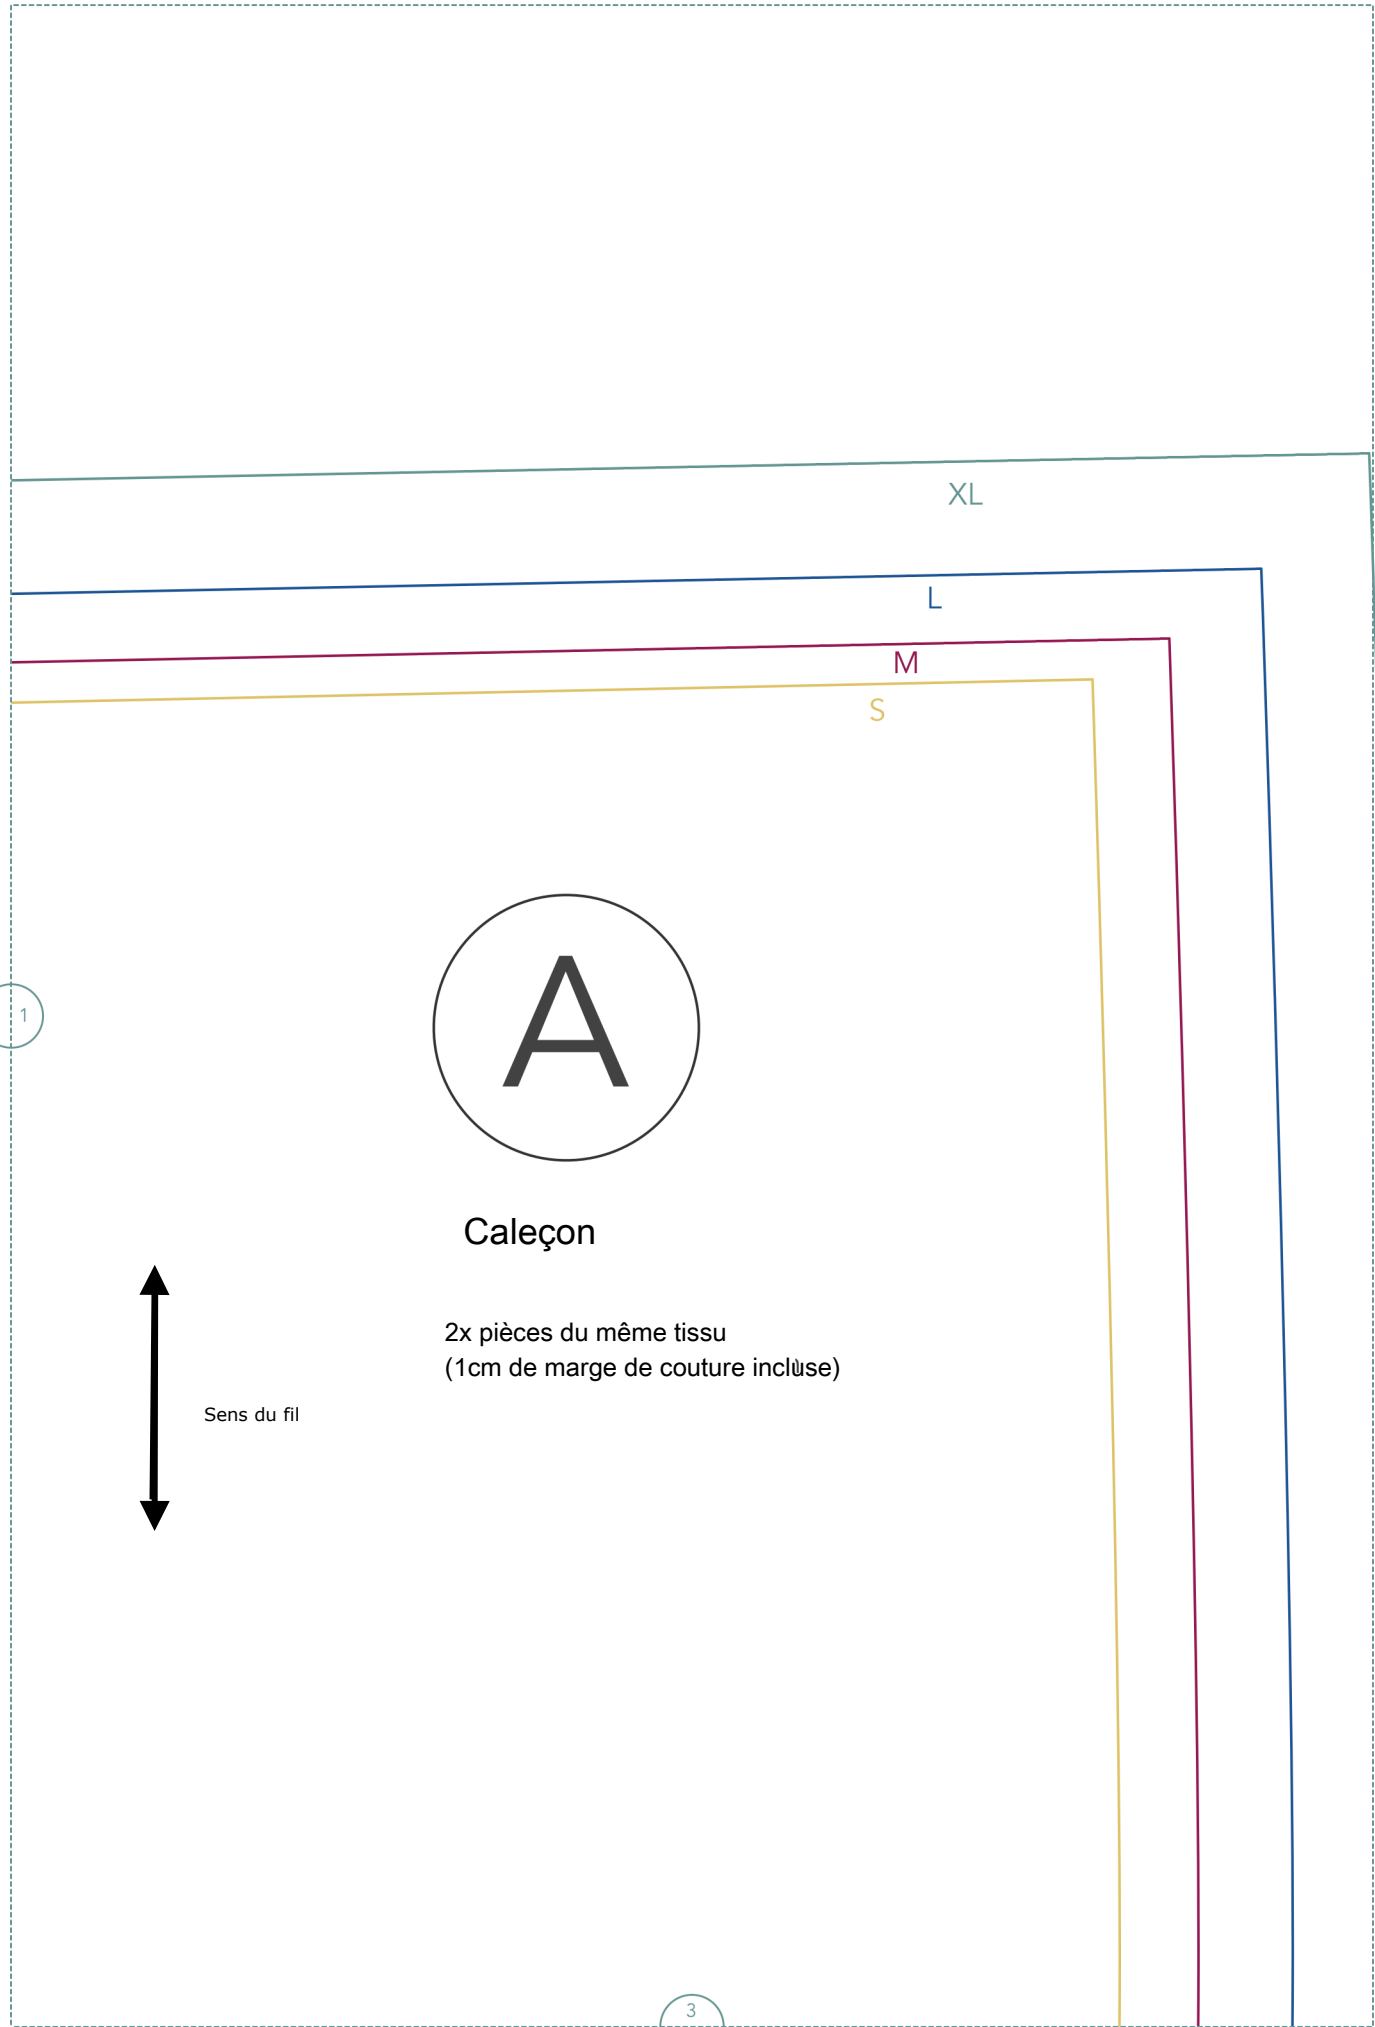 XL
L
M
S
A
1
Caleçon
2x pièces du même tissu
(1cm de marge de couture incluse)
Sens du fil
3